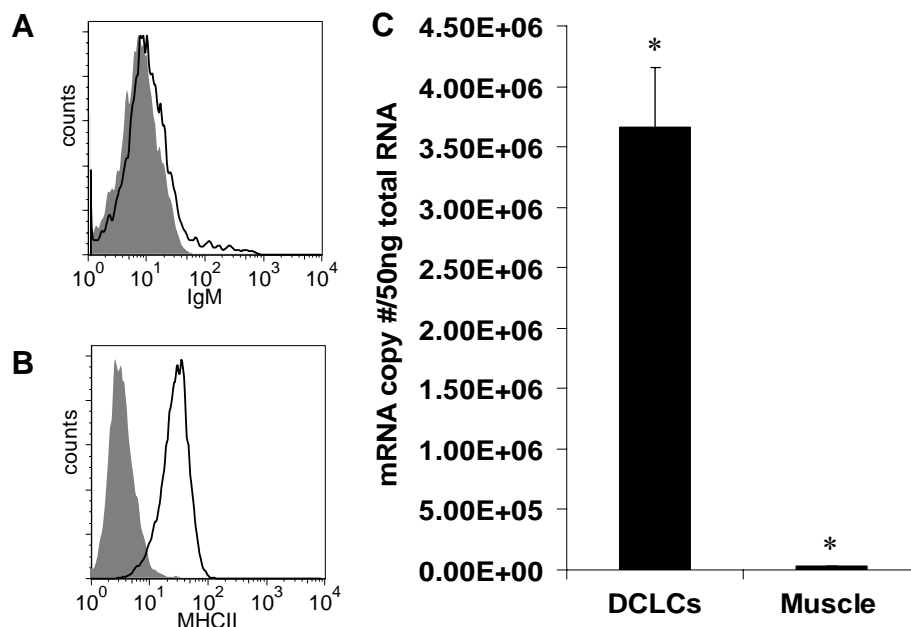 A
counts
10^0 10^1 10^2 10^3 10^4
IgM
B
counts
10^0 10^1 10^2 10^3 10^4
MHCII
C
mRNA copy #/50ng total RNA
4.50E+06
4.00E+06
3.50E+06
3.00E+06
2.50E+06
2.00E+06
1.50E+06
1.00E+06
5.00E+05
0.00E+00
*
*
DCLCs Muscle